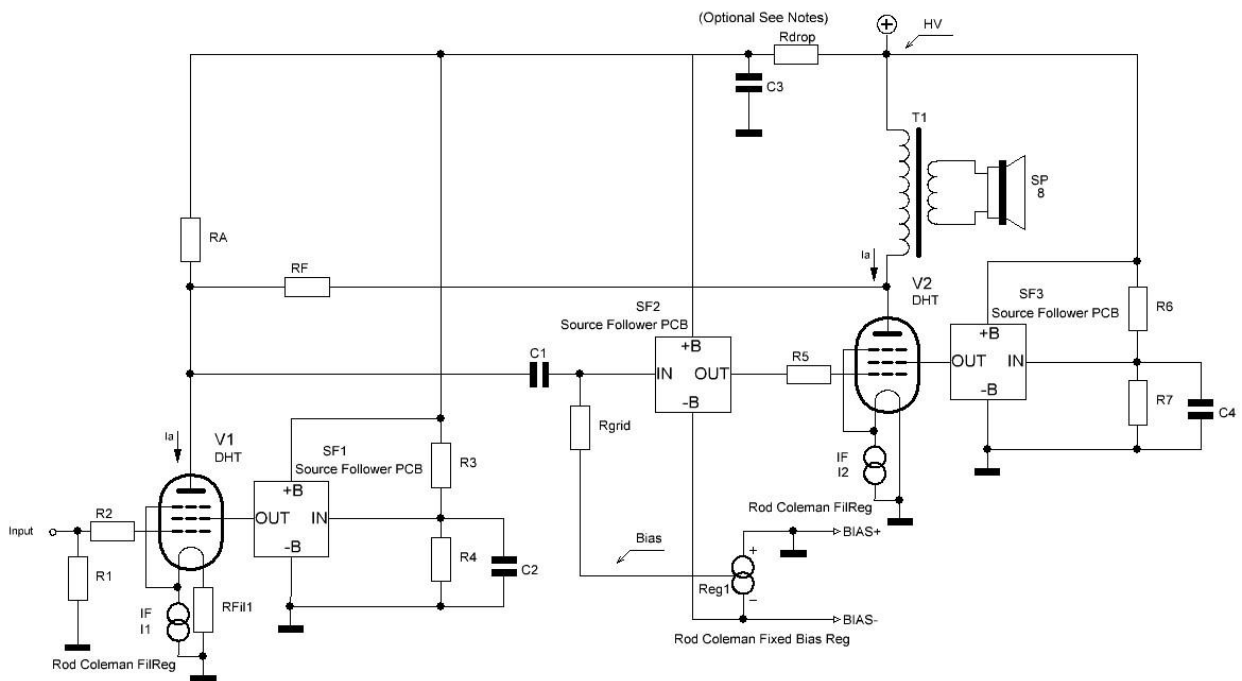 (Optional See Notes)
Rdrop
HV
C3
T1
SP
8
RA
RF
Ia
V2
DHT
SF2
Source Follower PCB
SF3
Source Follower PCB
R6
+B
IN
OUT
-B
C1
R5
+B
OUT
IN
-B
R7
C4
Rgrid
IF
I2
Ia
V1
DHT
SF1
Source Follower PCB
R3
+B
OUT
IN
-B
R4
C2
Input
R2
R1
IF
I1
RFil1
Rod Coleman FilReg
Rod Coleman FilReg
Bias
BIAS+
+
Reg1
-
BIAS-
Rod Coleman Fixed Bias Reg